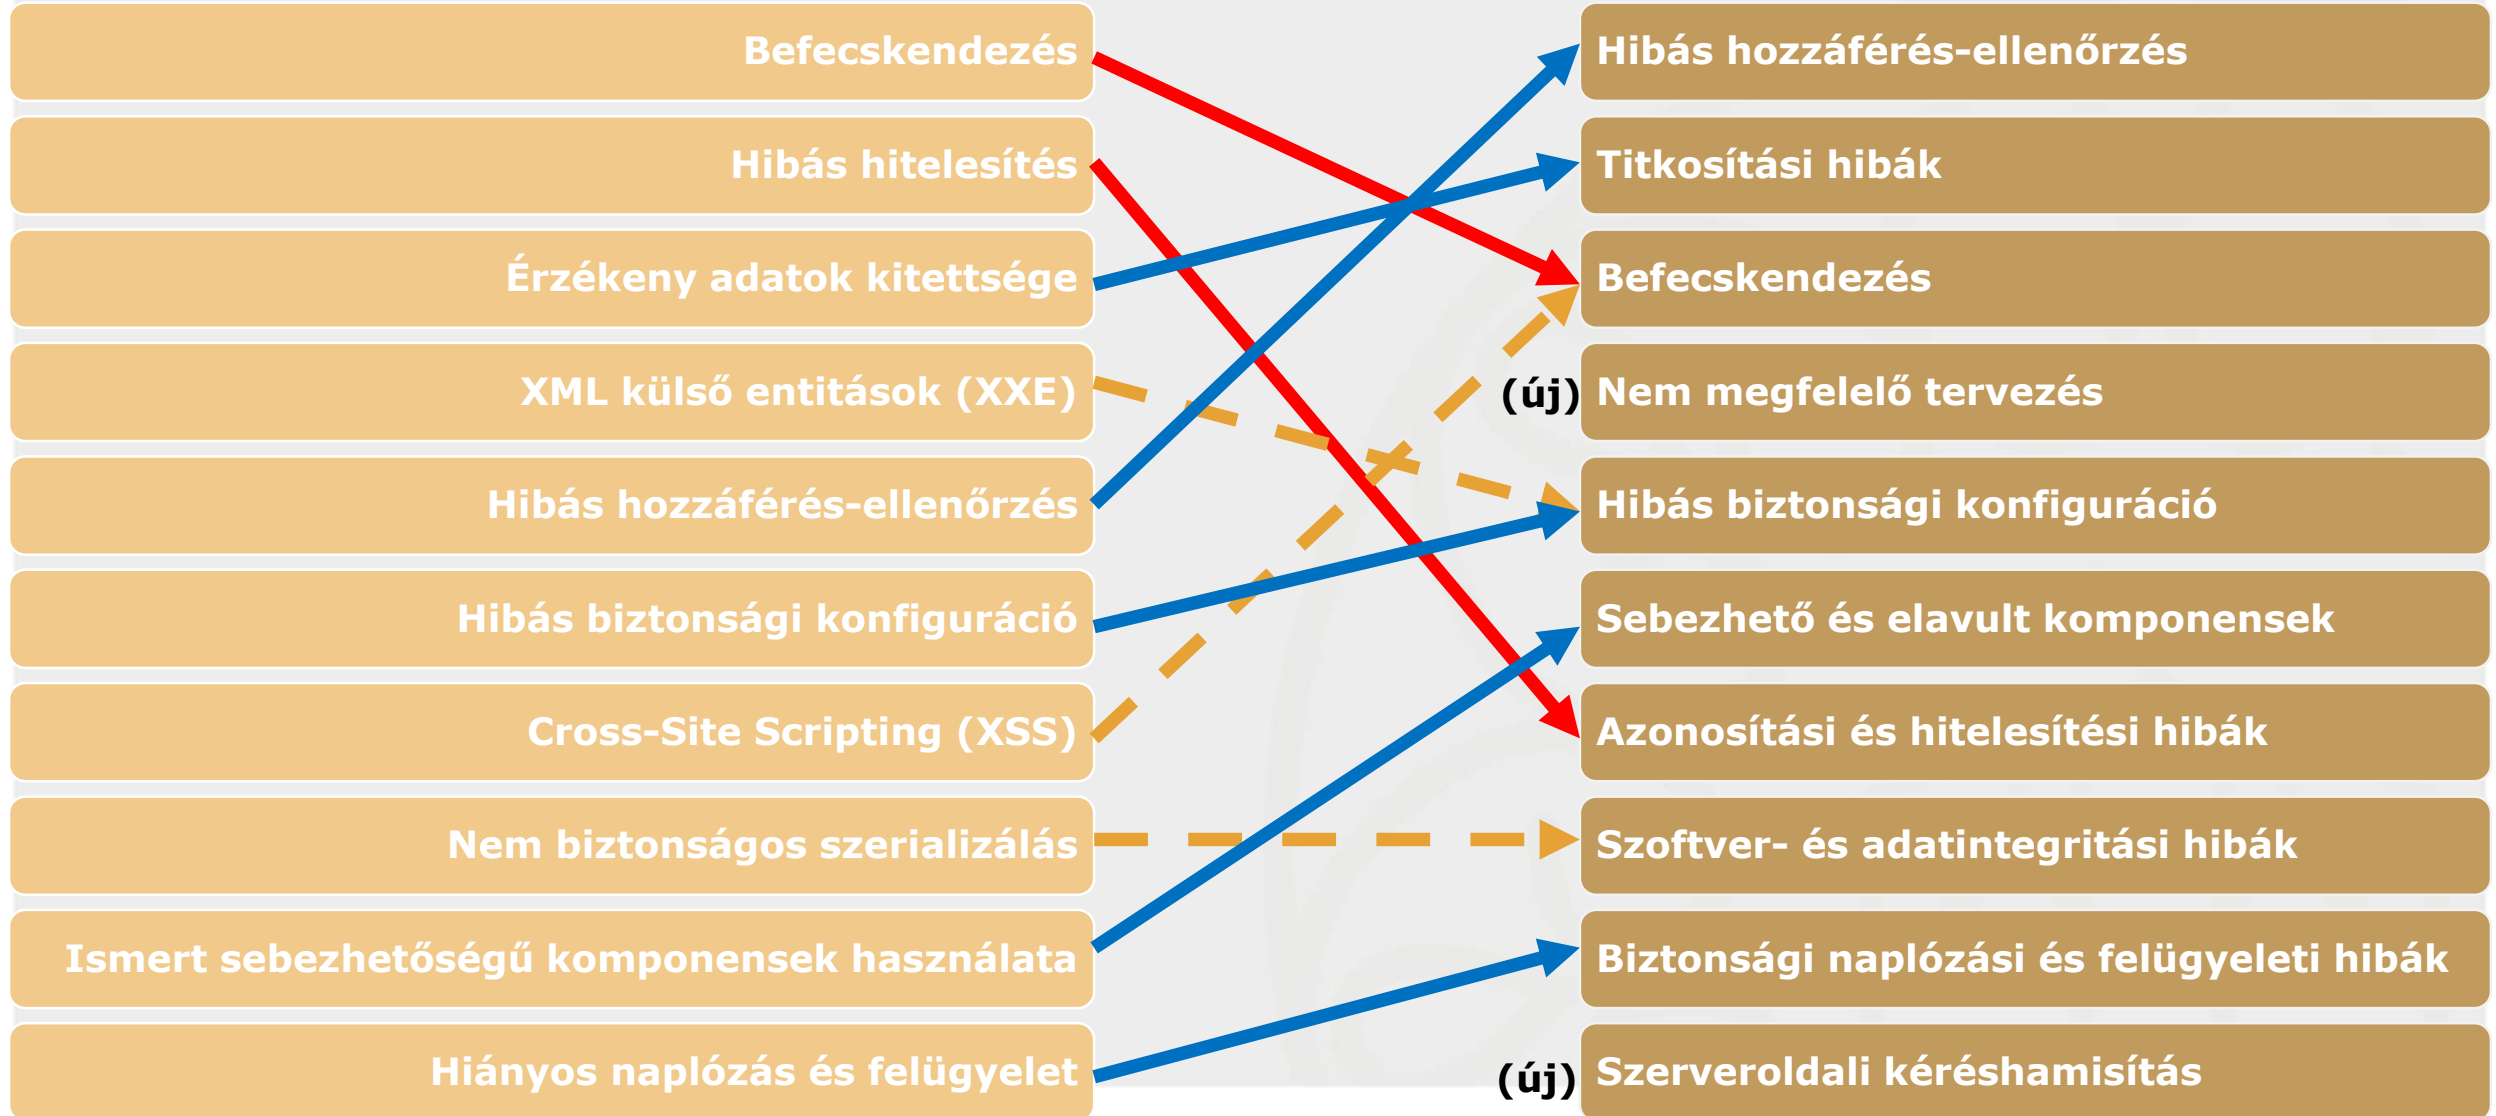 Befecskendezés
Hibás hitelesítés
Érzékeny adatok kitettsége
XML külső entitások (XXE)
Hibás hozzáférés-ellenőrzés
Hibás biztonsági konfiguráció
Cross-Site Scripting (XSS)
Nem biztonságos szerializálás
Ismert sebezhetőségű komponensek használata
Hiányos naplózás és felügyelet
Hibás hozzáférés-ellenőrzés
Titkosítási hibák
Befecskendezés
(új) Nem megfelelő tervezés
Hibás biztonsági konfiguráció
Sebezhető és elavult komponensek
Azonosítási és hitelesítési hibák
Szoftver- és adatintegritási hibák
Biztonsági naplózási és felügyeleti hibák
(új) Szerveroldali kéréshamisítás